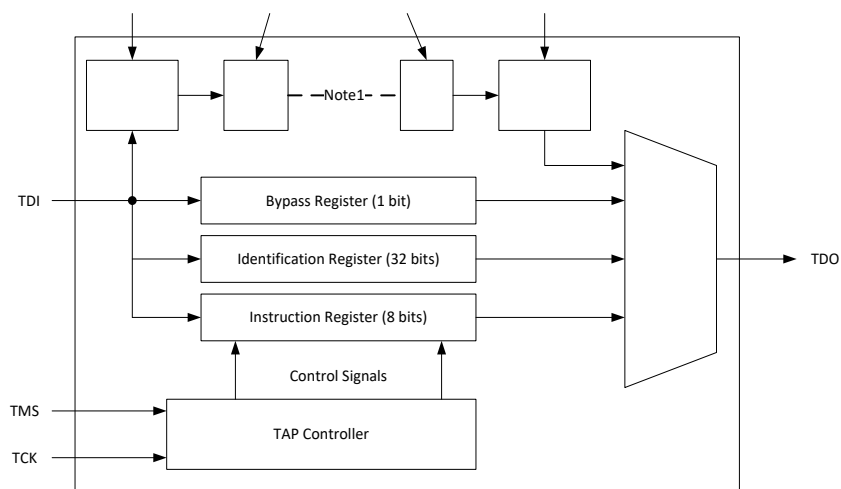 Note1
TDI
Bypass Register (1 bit)
Identification Register (32 bits)
TDO
Instruction Register (8 bits)
Control Signals
TMS
TAP Controller
TCK